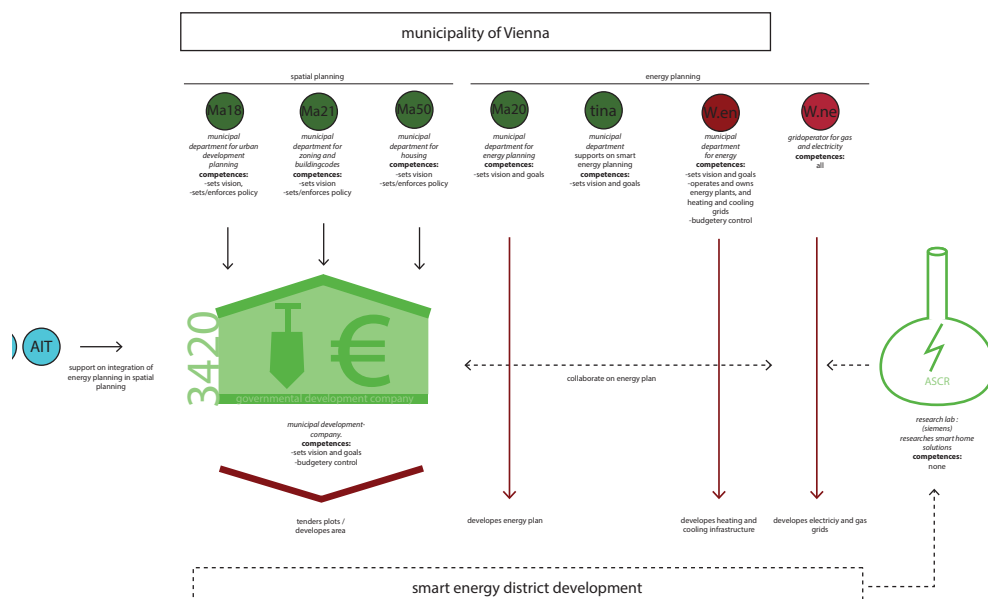 municipality of Vienna
spatial planning
energy planning
Ma18
municipal
department for urban
development
planning
competences:
-sets vision,
-sets/enforces policy
Ma21
municipal
department for
zoning and
buildingcodes
competences:
-sets vision
-sets/enforces policy
Ma50
municipal
department for
housing
competences:
-sets vision
-sets/enforces policy
Ma20
municipal
department for
energy planning
competences:
-sets vision and goals
tina
municipal
department
supports on smart
energy planning
competences:
-sets vision and goals
W.en
municipal
department
for energy
competences:
-sets vision and goals
-operates and owns
energy plants, and
heating and cooling
grids
-budgetery control
W.ne
gridoperator for gas
and electricity
competences:
all
AIT
support on integration of
energy planning in spatial
planning
3420
€
governmental development company
municipal development-
company.
competences:
-sets vision and goals
-budgetery control
collaborate on energy plan
ASCR
research lab :
(siemens)
researches smart home
solutions
competences:
none
tenders plots /
developes area
developes energy plan
developes heating and
cooling infrastructure
developes electriciy and gas
grids
smart energy district development